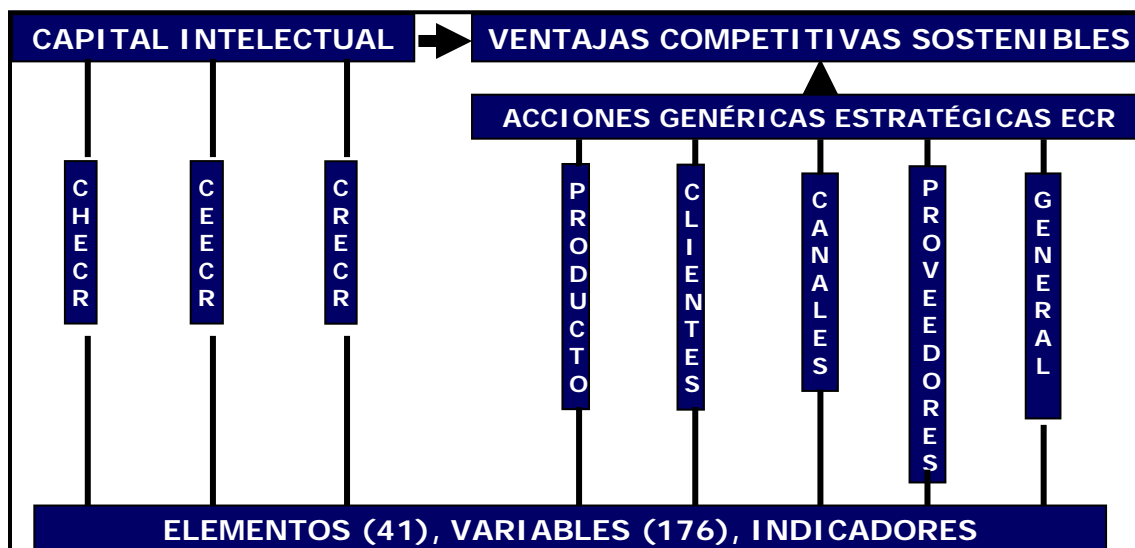 CAPITAL INTELECTUAL
VENTAJAS COMPETITIVAS SOSTENIBLES
ACCIONES GENÉRICAS ESTRATÉGICAS ECR
CHECR
CEECR
CRECR
PRODUCTO
CLIENTES
CANALES
PROVEEDORES
GENERAL
ELEMENTOS (41), VARIABLES (176), INDICADORES